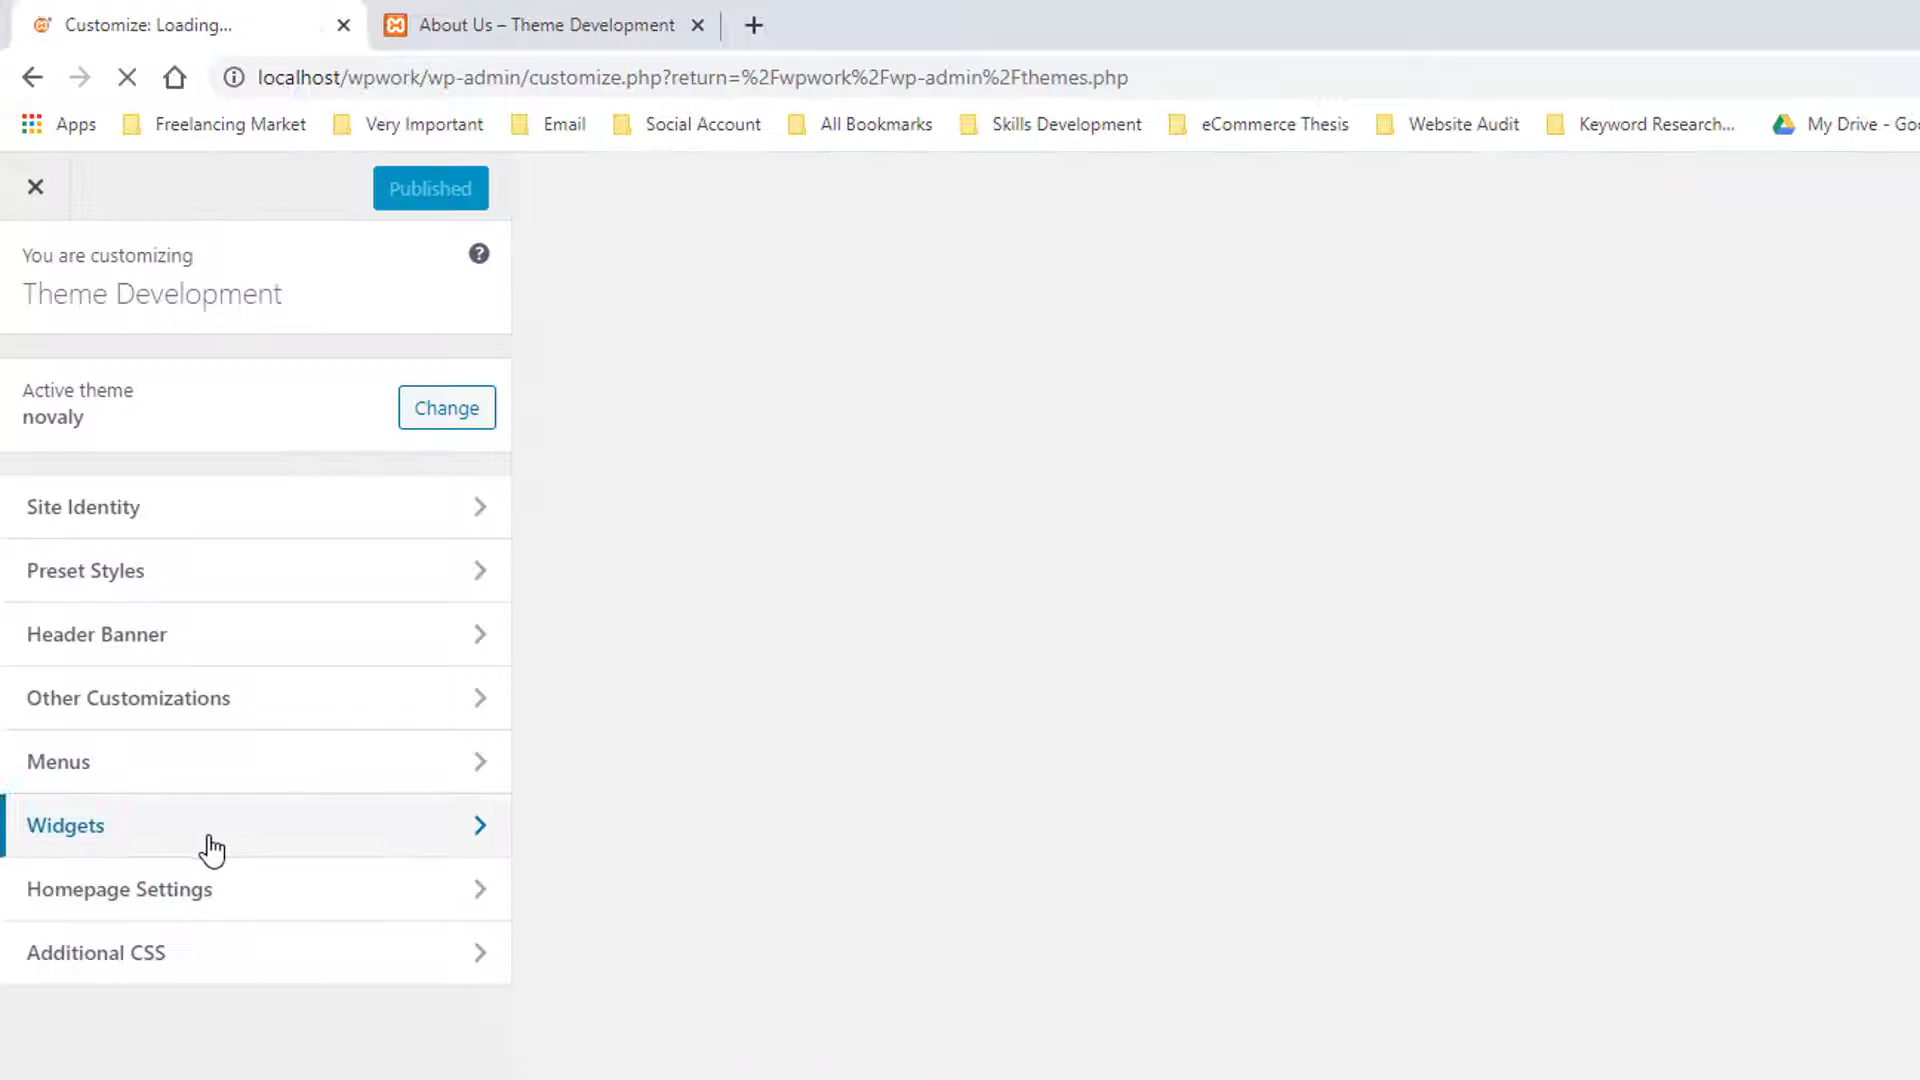 Customize: Loading...
About Us – Theme Development
localhost/wpwork/wp-admin/customize.php?return=%2Fwpwork%2Fwp-admin%2Fthemes.php
Apps Freelancing Market Very Important Email Social Account All Bookmarks Skills Development eCommerce Thesis Website Audit Keyword Research... My Drive - Goo
Published
You are customizing
Theme Development
Active theme
novaly
Change
Site Identity
Preset Styles
Header Banner
Other Customizations
Menus
Widgets
Homepage Settings
Additional CSS